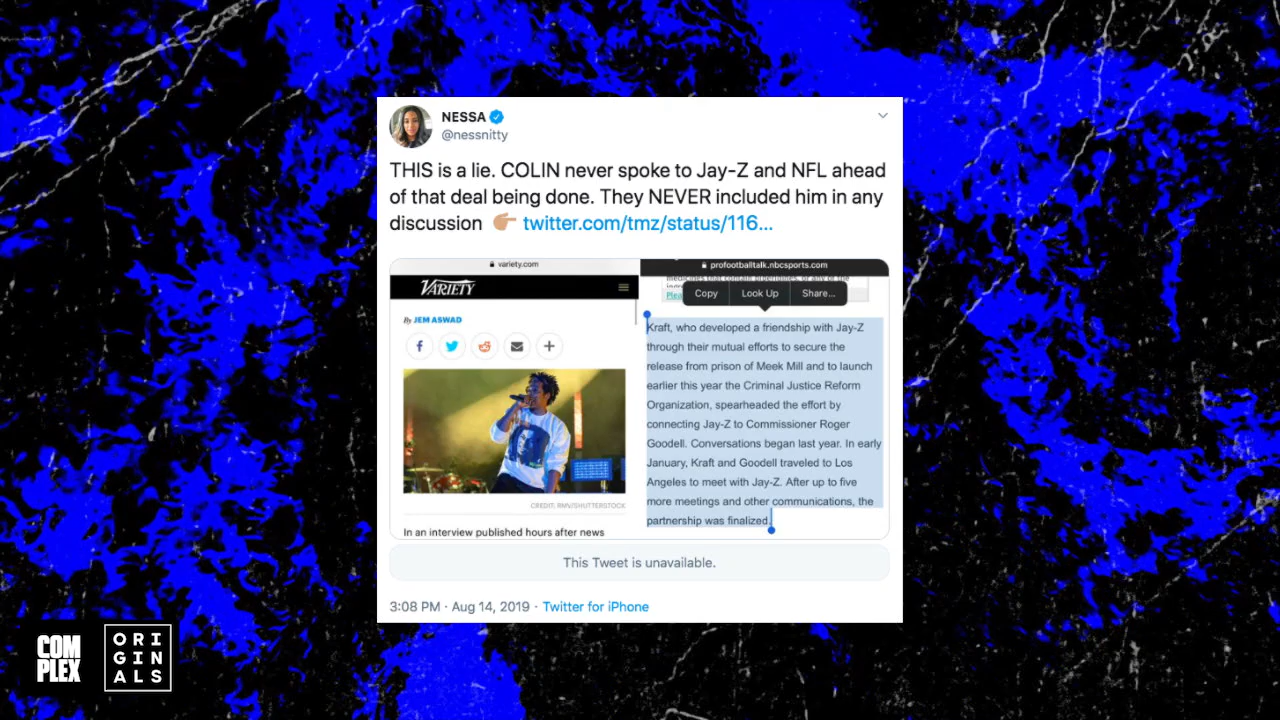 NESSA
@nessnitty
THIS is a lie. COLIN never spoke to Jay-Z and NFL ahead
of that deal being done. They NEVER included him in any
discussion 👉🏽 twitter.com/tmz/status/116...
variety.com
VARIETY
By JEM ASWAD
CREDIT: RMV/SHUTTERSTOCK
In an interview published hours after news
profootballtalk.nbcsports.com
Copy Look Up Share...
Kraft, who developed a friendship with Jay-Z
through their mutual efforts to secure the
release from prison of Meek Mill and to launch
earlier this year the Criminal Justice Reform
Organization, spearheaded the effort by
connecting Jay-Z to Commissioner Roger
Goodell. Conversations began last year. In early
January, Kraft and Goodell traveled to Los
Angeles to meet with Jay-Z. After up to five
more meetings and other communications, the
partnership was finalized.
This Tweet is unavailable.
3:08 PM · Aug 14, 2019 · Twitter for iPhone
COM
PLEX
ORI
GIN
ALS